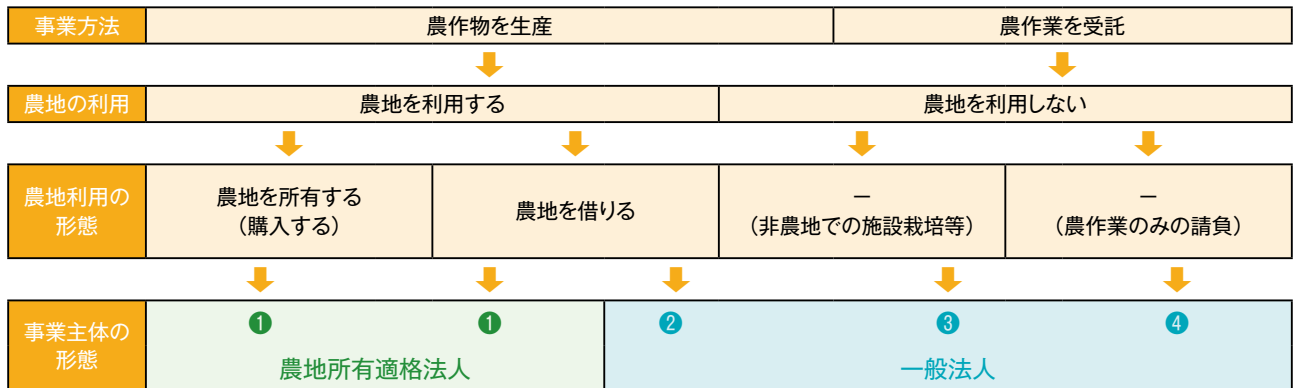 事業方法
農作物を生産
農作業を受託
農地の利用
農地を利用する
農地を利用しない
農地利用の
形態
農地を所有する
（購入する）
農地を借りる
－
（非農地での施設栽培等）
－
（農作業のみの請負）
事業主体の
形態
❶
❶
❷
❸
❹
農地所有適格法人
一般法人